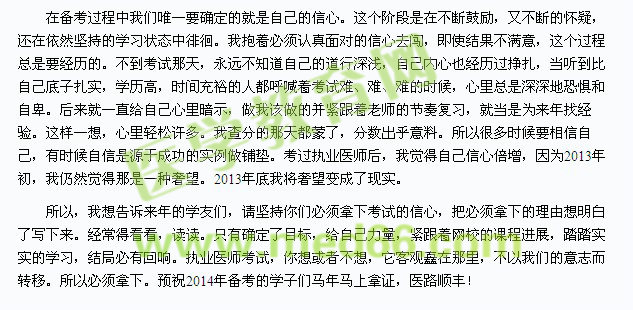 在备考过程中我们唯一要确定的就是自己的信心。这个阶段是在不断鼓励，又不断的怀疑，
还在依然坚持的学习状态中徘徊。我抱着必须认真面对的信心去闯，即使结果不满意，这个过程
总是要经历的。不到考试那天，永远不知道自己的道行深浅，自己内心也经历过挣扎，当听到比
自己底子扎实，学历高，时间充裕的人都呼喊着考试难、难、难的时候，心里总是深深地恐惧和
自卑。后来就一直给自己心里暗示，做我该做的并紧跟着老师的节奏复习，就当是为来年找经
验。这样一想，心里轻松许多。我查分的那天都蒙了，分数出乎意料。所以很多时候要相信自
己，有时候自信是源于成功的实例做铺垫。考过执业医师后，我觉得自己信心倍增，因为2013年
初，我仍然觉得那是一种奢望。2013年底我将奢望变成了现实。
所以，我想告诉来年的学友们，请坚持你们必须拿下考试的信心，把必须拿下的理由想明白
了写下来。经常得看看，读读。只有确定了目标，给自己力量，紧跟着网校的课程进展，踏踏实
实的学习，结局必有回响。执业医师考试，你想或者不想，它客观矗在那里，不以我们的意志而
转移。所以必须拿下。预祝2014年备考的学子们马年马上拿证，医路顺丰！
医学教育网
www.med66.com